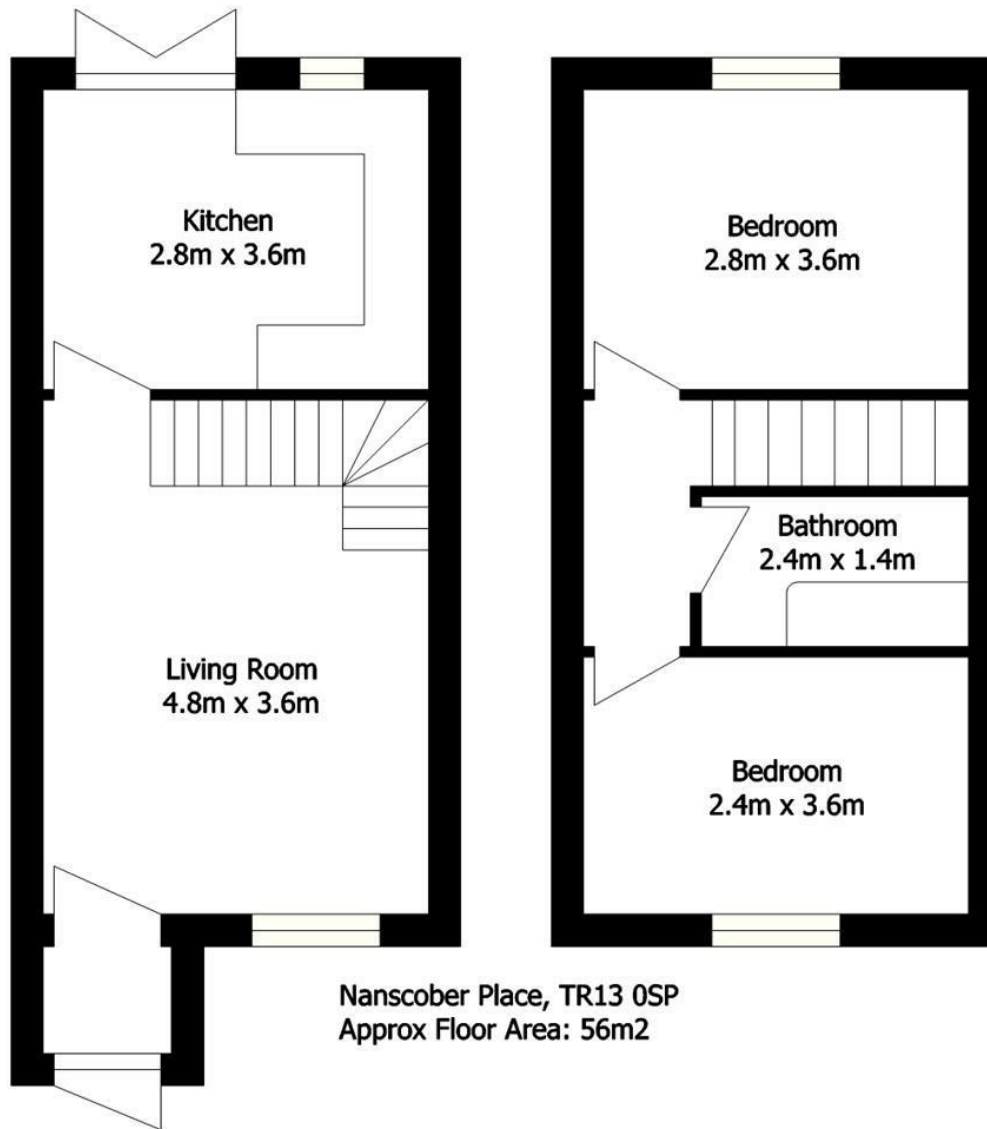 Kitchen
2.8m x 3.6m
Bedroom
2.8m x 3.6m
Bathroom
2.4m x 1.4m
Living Room
4.8m x 3.6m
Bedroom
2.4m x 3.6m
Nanscober Place, TR13 0SP
Approx Floor Area: 56m2